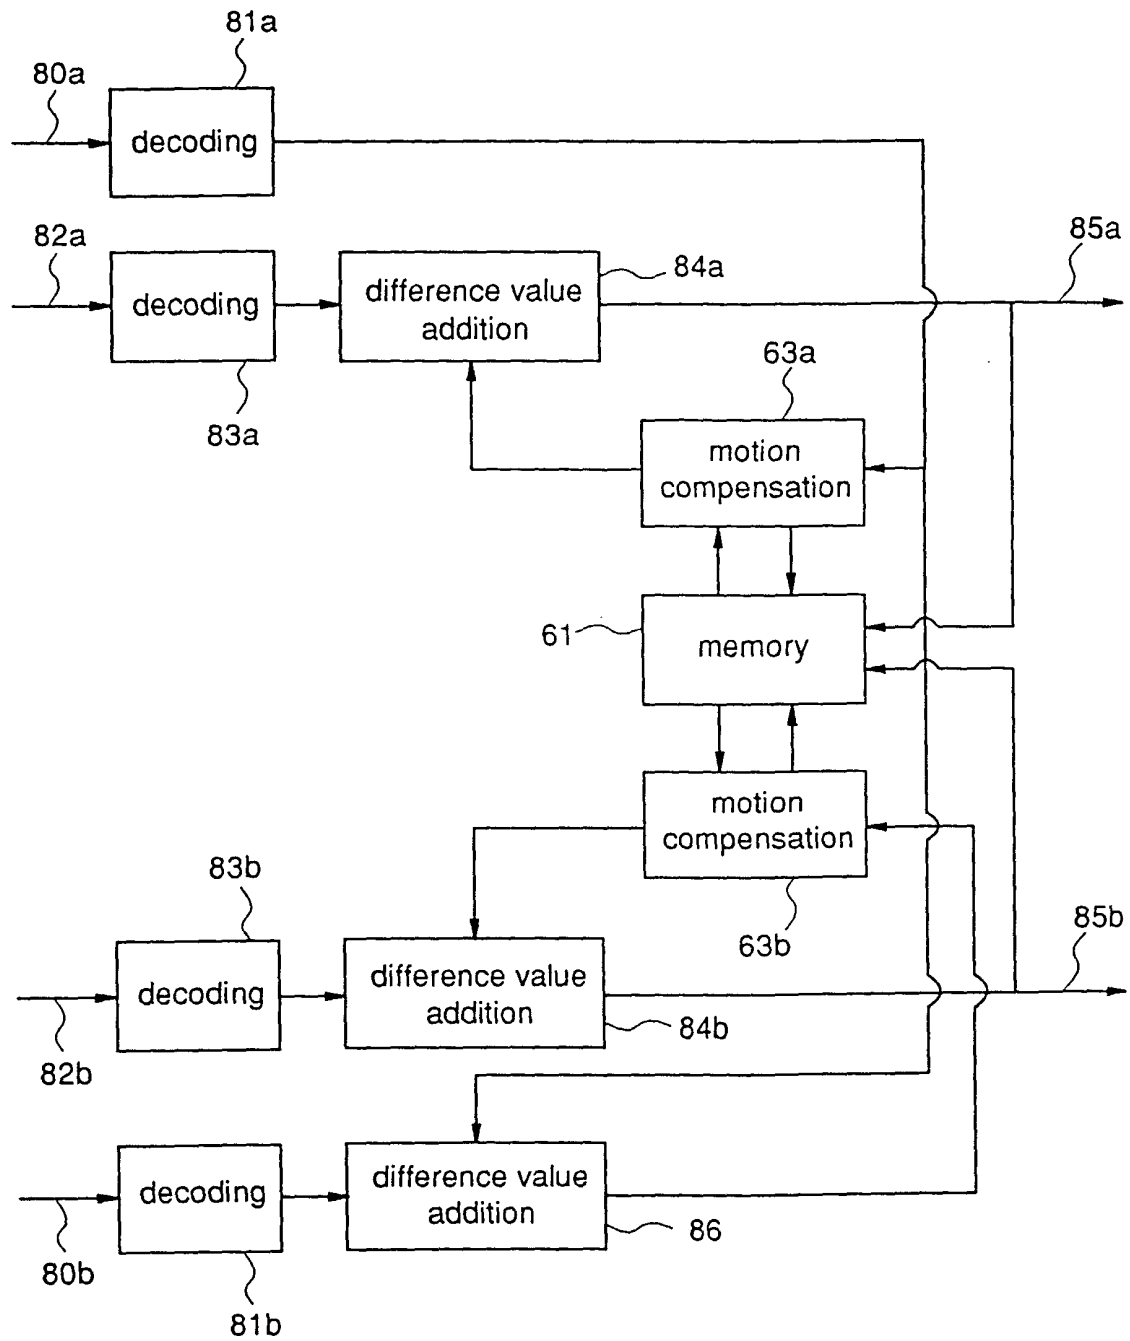 81a
80a
decoding
82a
85a
decoding
difference value
addition
84a
83a
63a
motion
compensation
61
memory
motion
compensation
83b
63b
85b
decoding
difference value
addition
84b
82b
decoding
difference value
addition
86
80b
81b